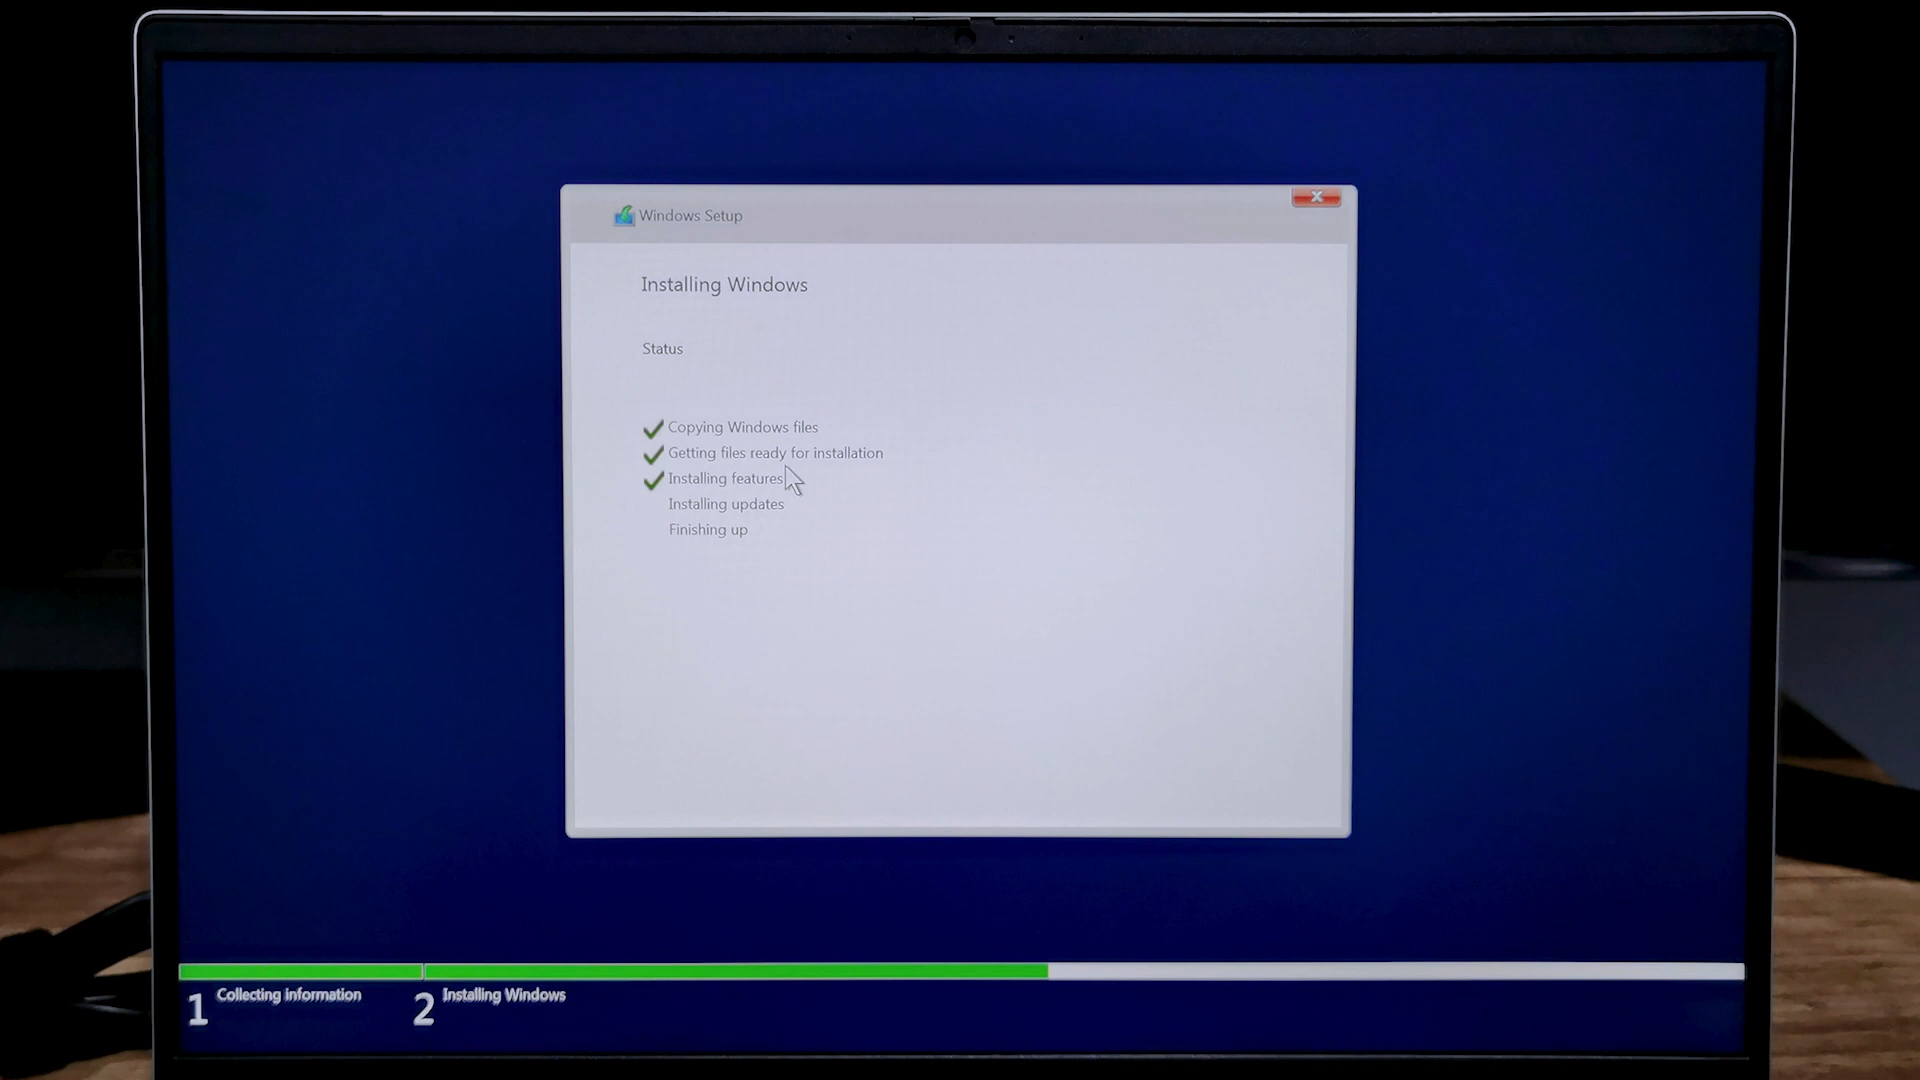 Windows Setup
Installing Windows
Status
Copying Windows files
Getting files ready for installation
Installing features
Installing updates
Finishing up
1 Collecting information
2 Installing Windows